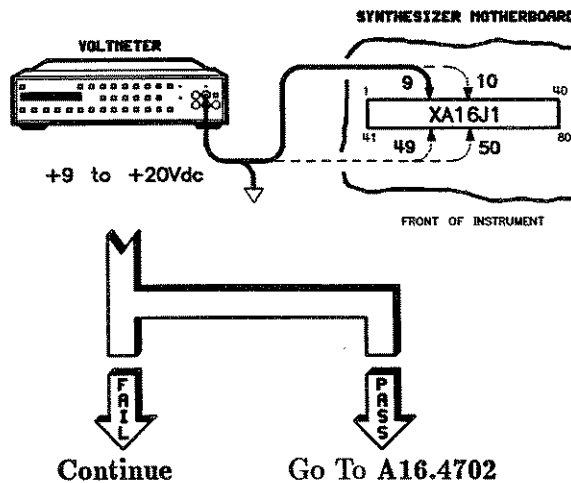 SYNTHESIZER MOTHERBOARD
VOLTMETER
9 10
1 40
XA16J1
41 49 50 80
+9 to +20Vdc
FRONT OF INSTRUMENT
FAIL PASS
Continue Go To A16.4702